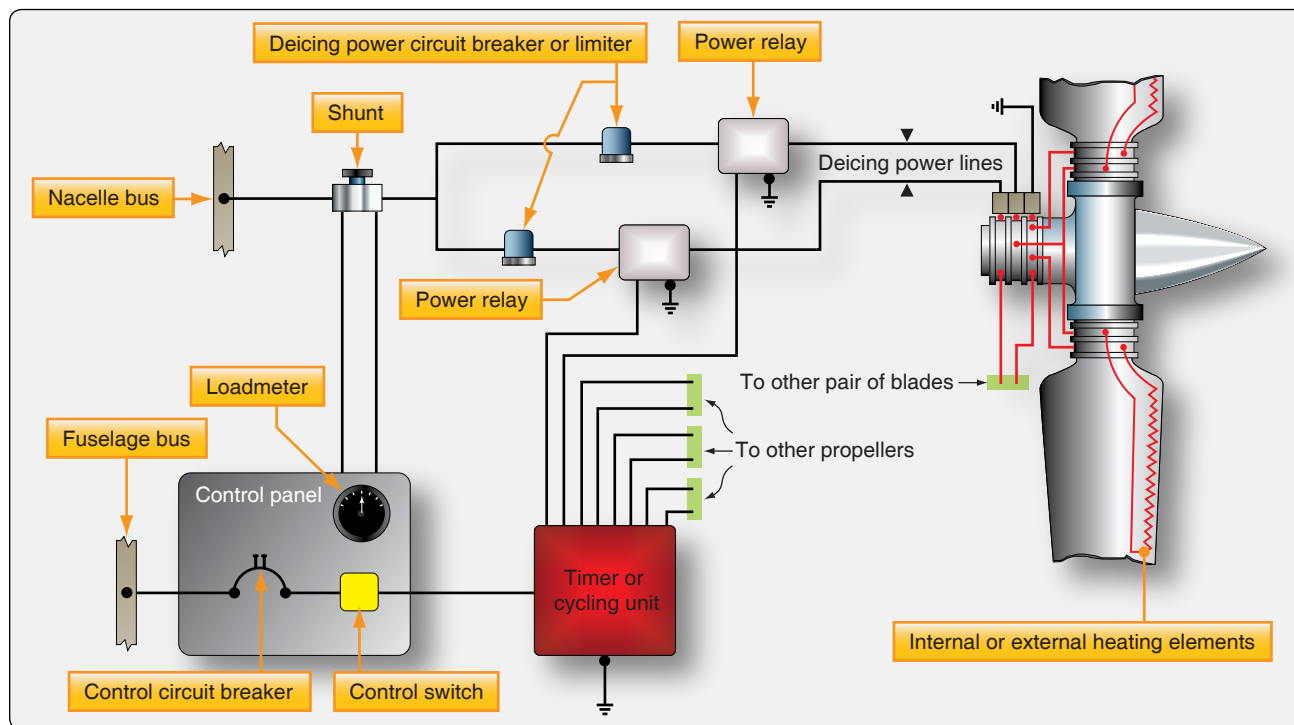 Deicing power circuit breaker or limiter
Power relay
Shunt
Nacelle bus
Deicing power lines
Power relay
To other pair of blades
Loadmeter
Fuselage bus
To other propellers
Control panel
Timer or
cycling unit
Internal or external heating elements
Control circuit breaker
Control switch